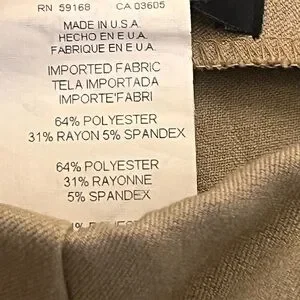 RN 59168 CA 03605
MADE IN U.S.A.
HECHO EN E.U.A.
FABRIQUE EN E.U.A.
IMPORTED FABRIC
TELA IMPORTADA
IMPORTE'FABRI
64% POLYESTER
31% RAYON 5% SPANDEX
64% POLYESTER
31% RAYONNE
5% SPANDEX